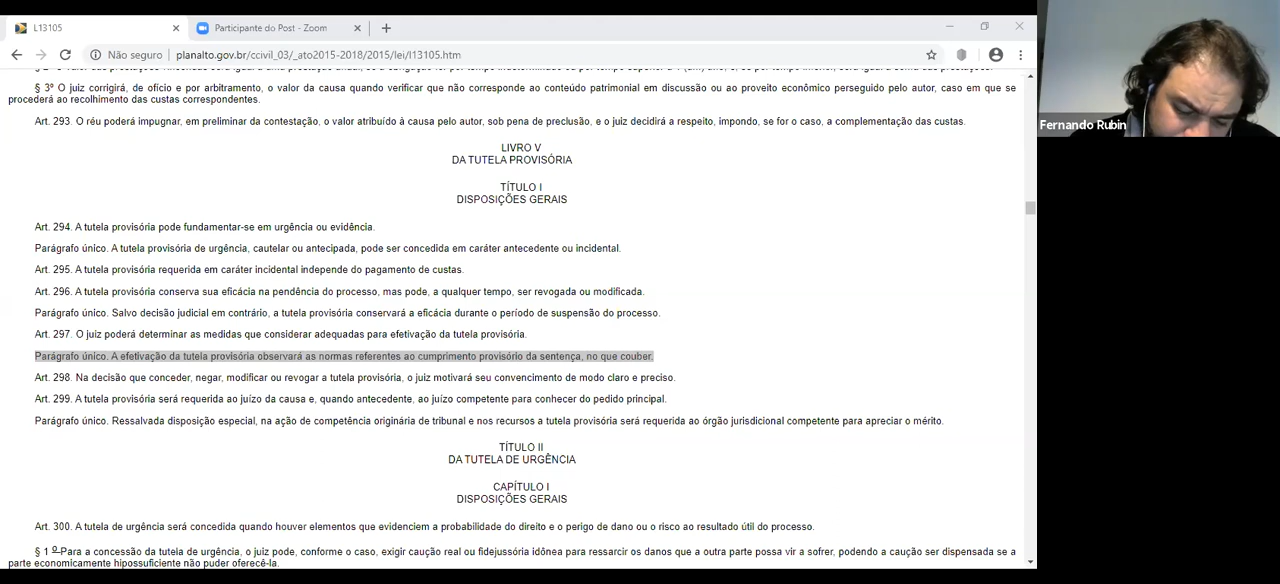 L13105
Participante do Post - Zoom
Não seguro | planalto.gov.br/ccivil_03/_ato2015-2018/2015/lei/l13105.htm
§ 3º O juiz corrigirá, de ofício e por arbitramento, o valor da causa quando verificar que não corresponde ao conteúdo patrimonial em discussão ou ao proveito econômico perseguido pelo autor, caso em que se
procederá ao recolhimento das custas correspondentes.
Art. 293. O réu poderá impugnar, em preliminar da contestação, o valor atribuído à causa pelo autor, sob pena de preclusão, e o juiz decidirá a respeito, impondo, se for o caso, a complementação das custas.
LIVRO V
DA TUTELA PROVISÓRIA
TÍTULO I
DISPOSIÇÕES GERAIS
Art. 294. A tutela provisória pode fundamentar-se em urgência ou evidência.
Parágrafo único. A tutela provisória de urgência, cautelar ou antecipada, pode ser concedida em caráter antecedente ou incidental.
Art. 295. A tutela provisória requerida em caráter incidental independe do pagamento de custas.
Art. 296. A tutela provisória conserva sua eficácia na pendência do processo, mas pode, a qualquer tempo, ser revogada ou modificada.
Parágrafo único. Salvo decisão judicial em contrário, a tutela provisória conservará a eficácia durante o período de suspensão do processo.
Art. 297. O juiz poderá determinar as medidas que considerar adequadas para efetivação da tutela provisória.
Parágrafo único. A efetivação da tutela provisória observará as normas referentes ao cumprimento provisório da sentença, no que couber.
Art. 298. Na decisão que conceder, negar, modificar ou revogar a tutela provisória, o juiz motivará seu convencimento de modo claro e preciso.
Art. 299. A tutela provisória será requerida ao juízo da causa e, quando antecedente, ao juízo competente para conhecer do pedido principal.
Parágrafo único. Ressalvada disposição especial, na ação de competência originária de tribunal e nos recursos a tutela provisória será requerida ao órgão jurisdicional competente para apreciar o mérito.
TÍTULO II
DA TUTELA DE URGÊNCIA
CAPÍTULO I
DISPOSIÇÕES GERAIS
Art. 300. A tutela de urgência será concedida quando houver elementos que evidenciem a probabilidade do direito e o perigo de dano ou o risco ao resultado útil do processo.
§ 1 º Para a concessão da tutela de urgência, o juiz pode, conforme o caso, exigir caução real ou fidejussória idônea para ressarcir os danos que a outra parte possa vir a sofrer, podendo a caução ser dispensada se a
parte economicamente hipossuficiente não puder oferecê-la.
Fernando Rubin